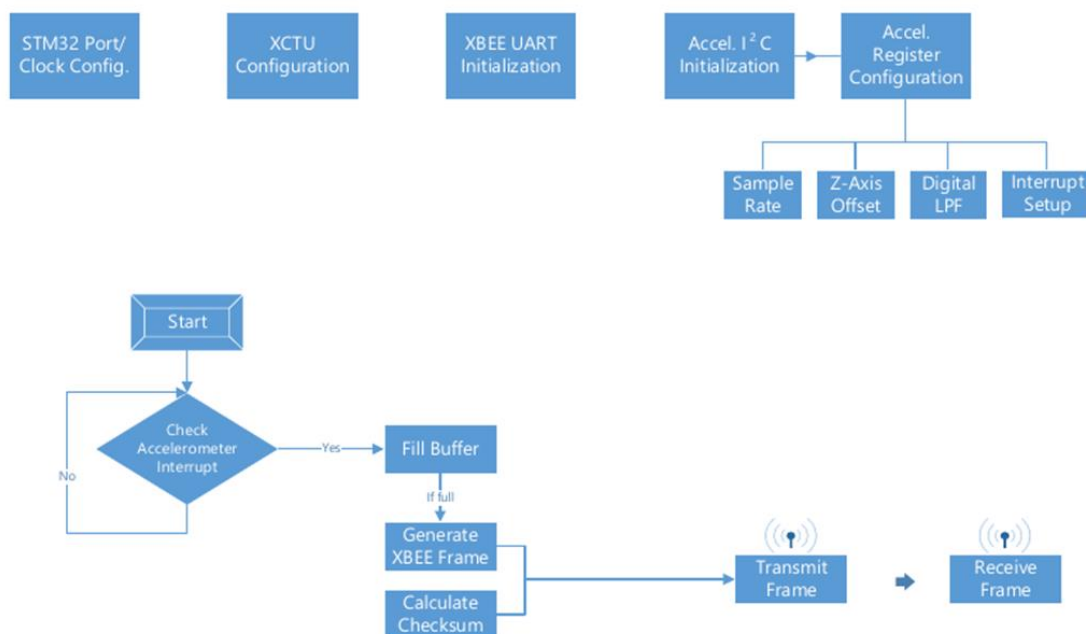 STM32 Port/
Clock Config.
XCTU
Configuration
XBEE UART
Initialization
Accel. I² C
Initialization
Accel.
Register
Configuration
Sample
Rate
Z-Axis
Offset
Digital
LPF
Interrupt
Setup
Start
Check
Accelerometer
Interrupt
No
Yes
Fill Buffer
If full
Generate
XBEE Frame
Calculate
Checksum
Transmit
Frame
Receive
Frame